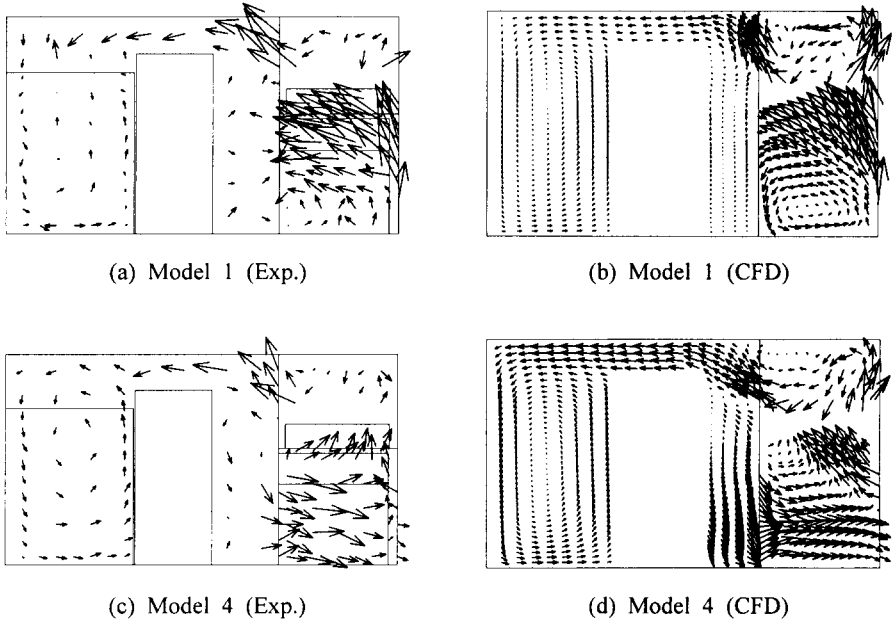 (a) Model 1 (Exp.)
(b) Model 1 (CFD)
(c) Model 4 (Exp.)
(d) Model 4 (CFD)